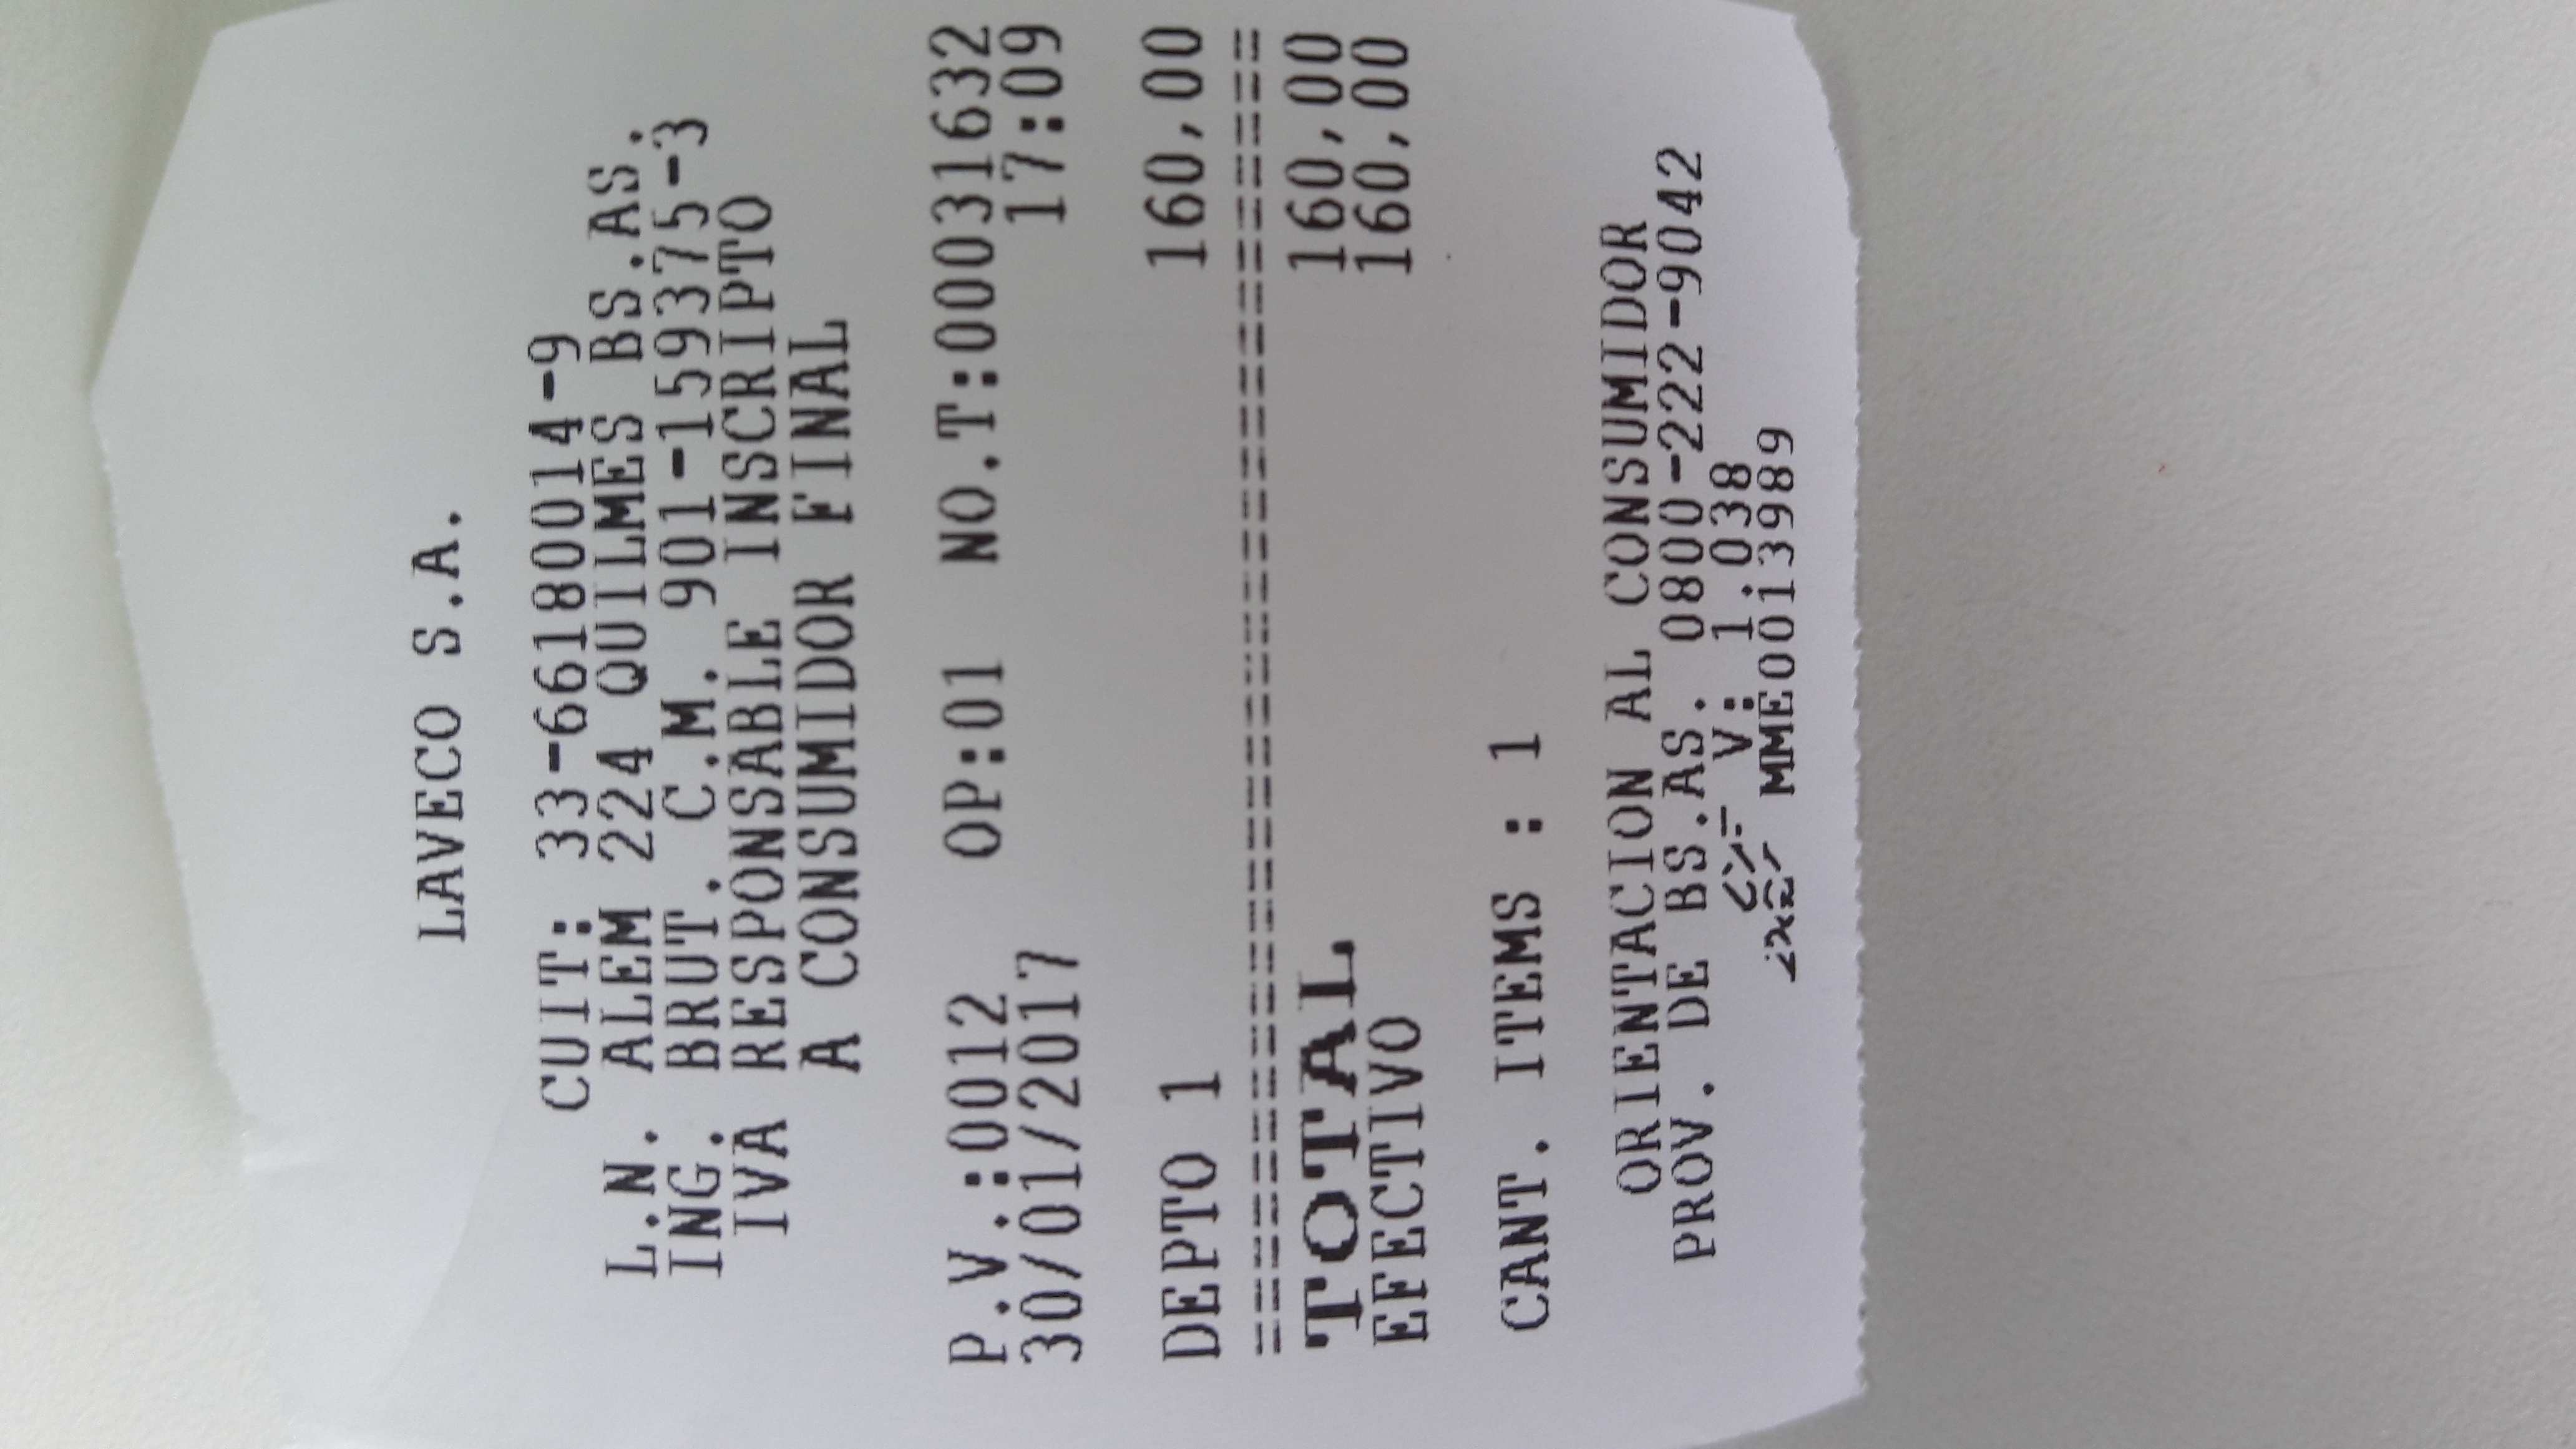 LAVECO S.A.
CUIT: 33-66180014-9
L.N. ALEM 224 QUILMES BS.AS.
ING. BRUT. C.M. 901-159375-3
IVA RESPONSABLE INSCRIPTO
A CONSUMIDOR FINAL
P.V.:0012 OP:01 NO.T:00031632
30/01/2017 17:09
DEPTO 1 160,00
=============================
TOTAL 160,00
EFECTIVO 160,00
CANT. ITEMS : 1
ORIENTACION AL CONSUMIDOR
PROV. DE BS.AS. 0800-222-9042
V: 1.038
MME0013989